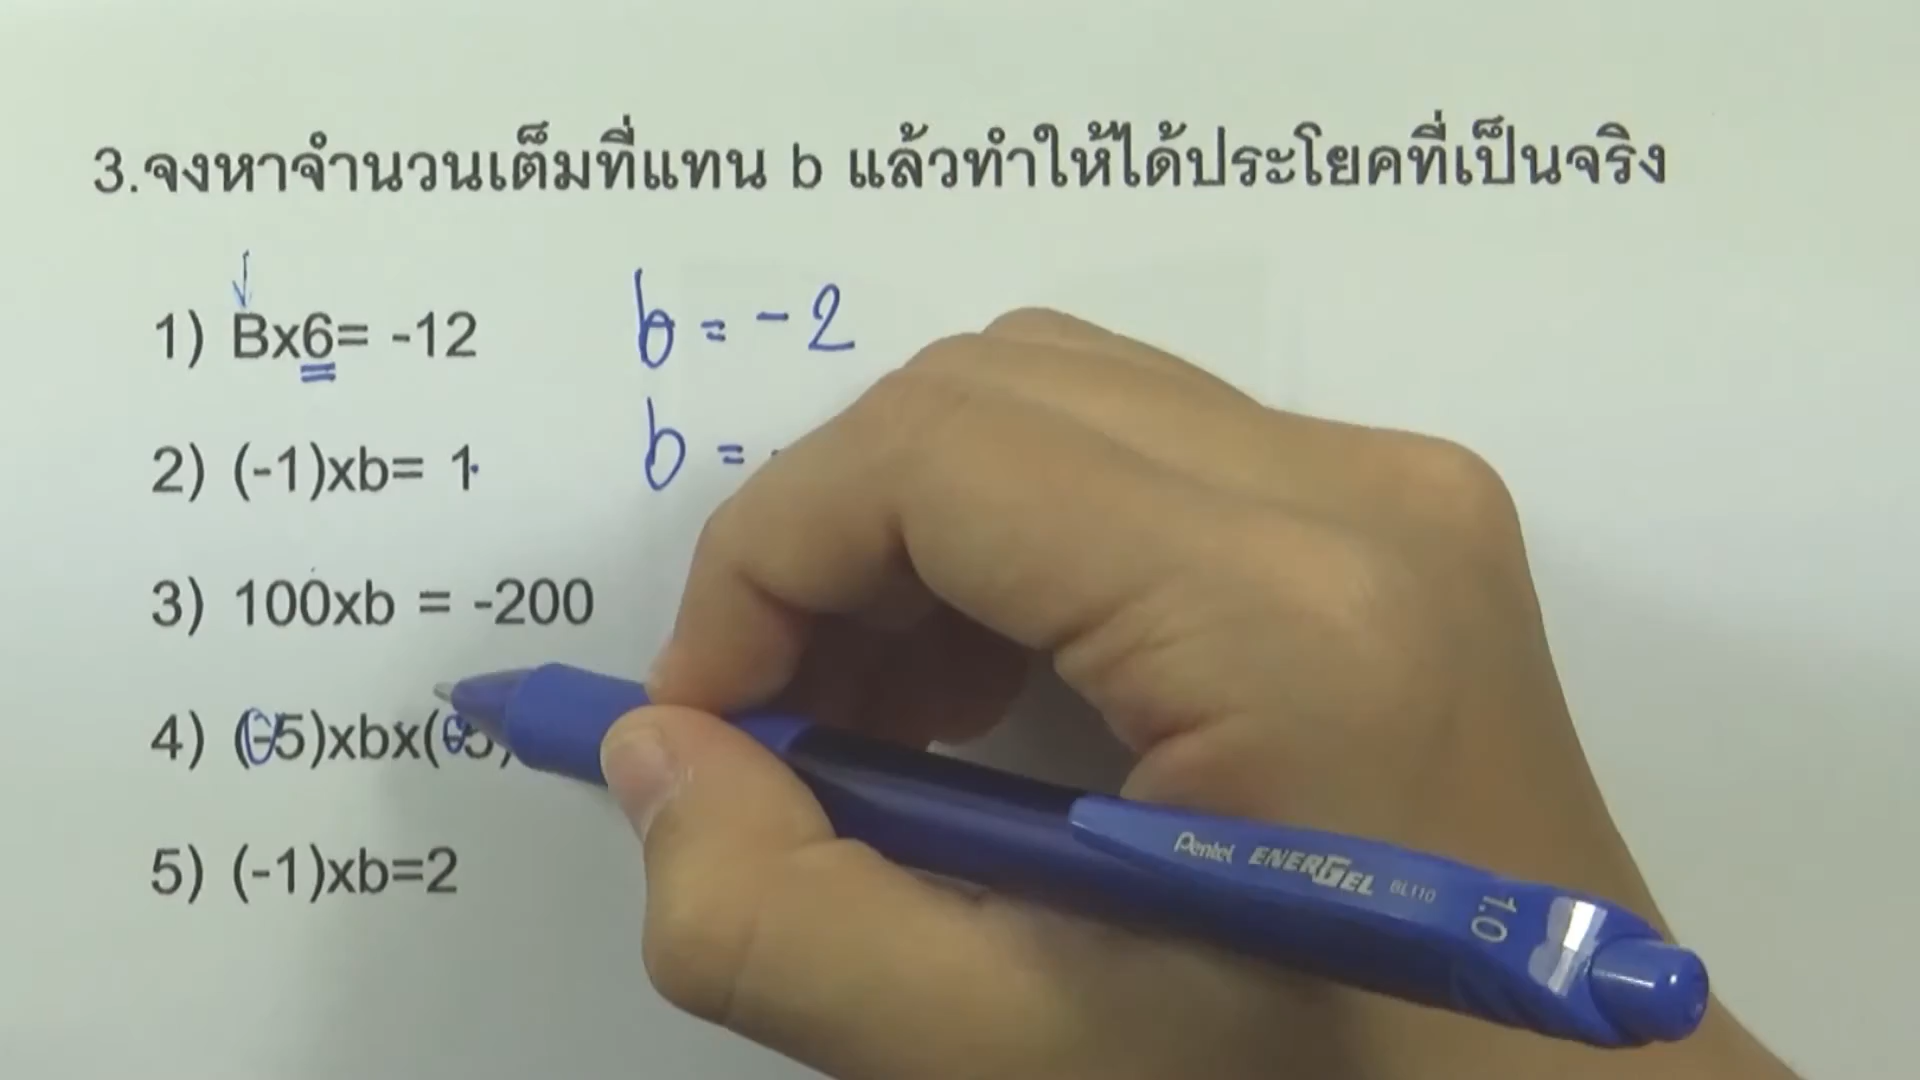 3.จงหาจำนวนเต็มที่แทน b แล้วทำให้ได้ประโยคที่เป็นจริง
1) Bx6= -12 b = -2
2) (-1)xb= 1 b =
3) 100xb = -200
4) (-5)xbx(-5)
5) (-1)xb=2
Pentel ENERGEL BL110 1.0